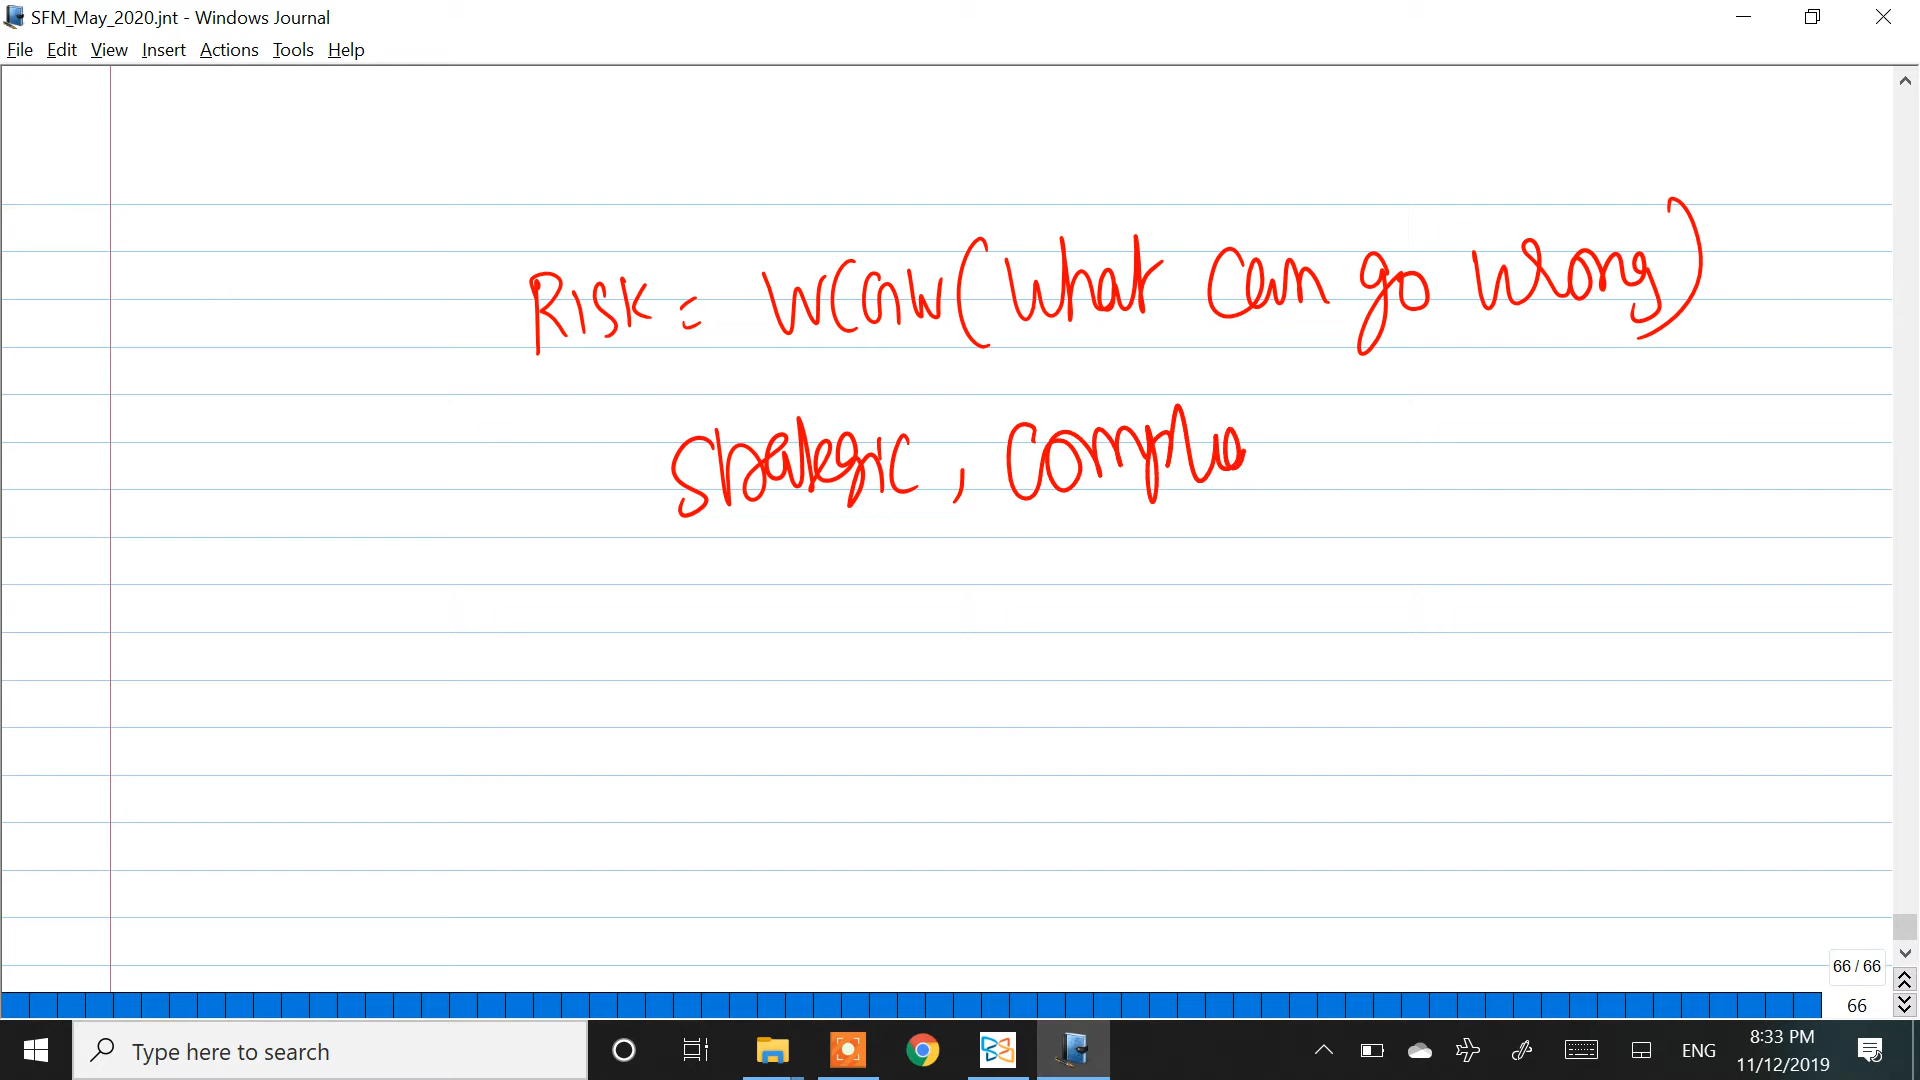 SFM_May_2020.jnt - Windows Journal
File Edit View Insert Actions Tools Help
RISK = WCGW (What can go wrong)
Strategic, Complia
66 / 66
66
Type here to search
ENG
8:33 PM
11/12/2019